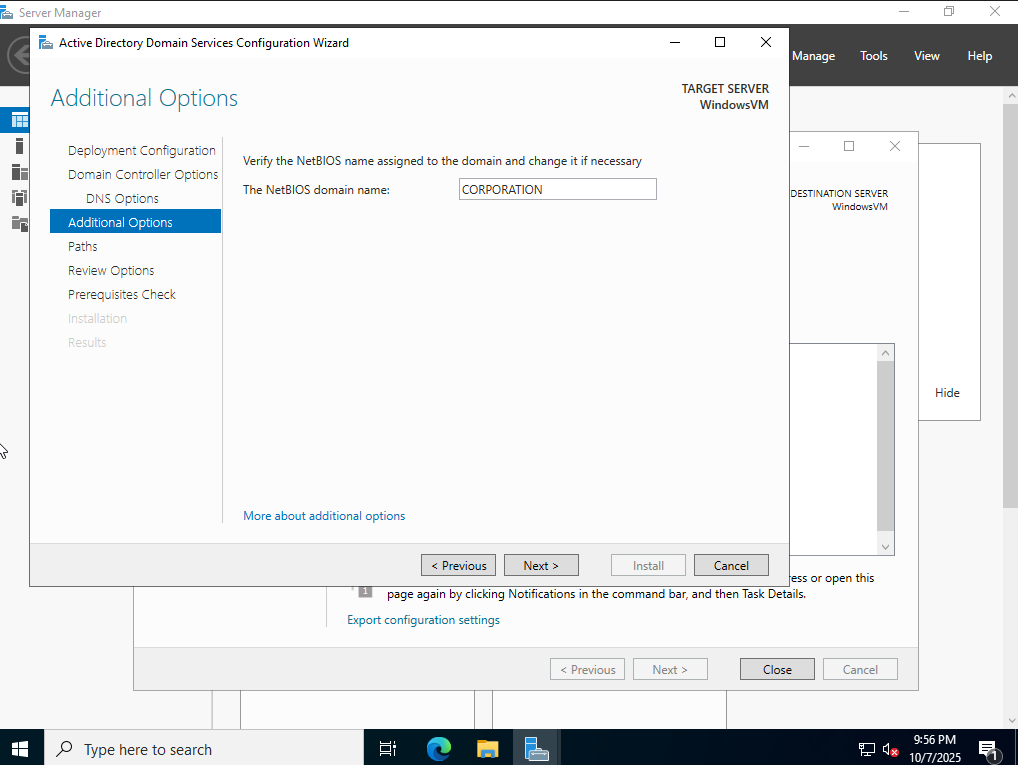 Server Manager
Active Directory Domain Services Configuration Wizard
Manage Tools View Help
Additional Options
TARGET SERVER
WindowsVM
Deployment Configuration
Domain Controller Options
DNS Options
Additional Options
Paths
Review Options
Prerequisites Check
Installation
Results
Verify the NetBIOS name assigned to the domain and change it if necessary
The NetBIOS domain name: CORPORATION
More about additional options
< Previous Next > Install Cancel
DESTINATION SERVER
WindowsVM
Hide
or open this
1 page again by clicking Notifications in the command bar, and then Task Details.
Export configuration settings
< Previous Next > Close Cancel
Type here to search
9:56 PM
10/7/2025
1